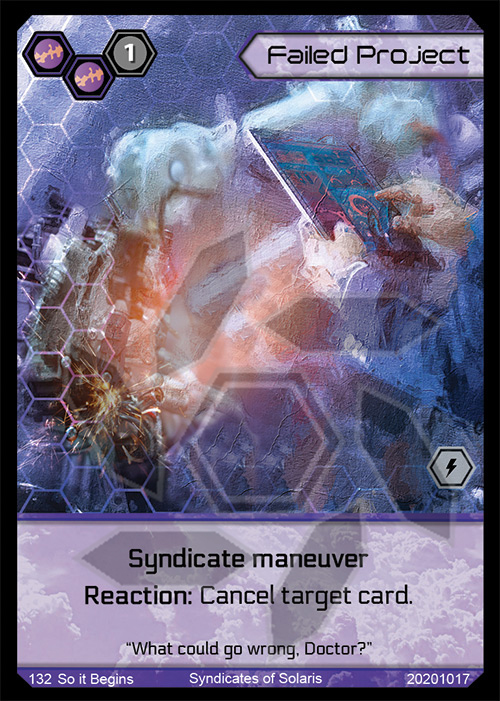 1
Failed Project
Syndicate maneuver
Reaction: Cancel target card.
“What could go wrong, Doctor?”
132 So it Begins Syndicates of Solaris 20201017